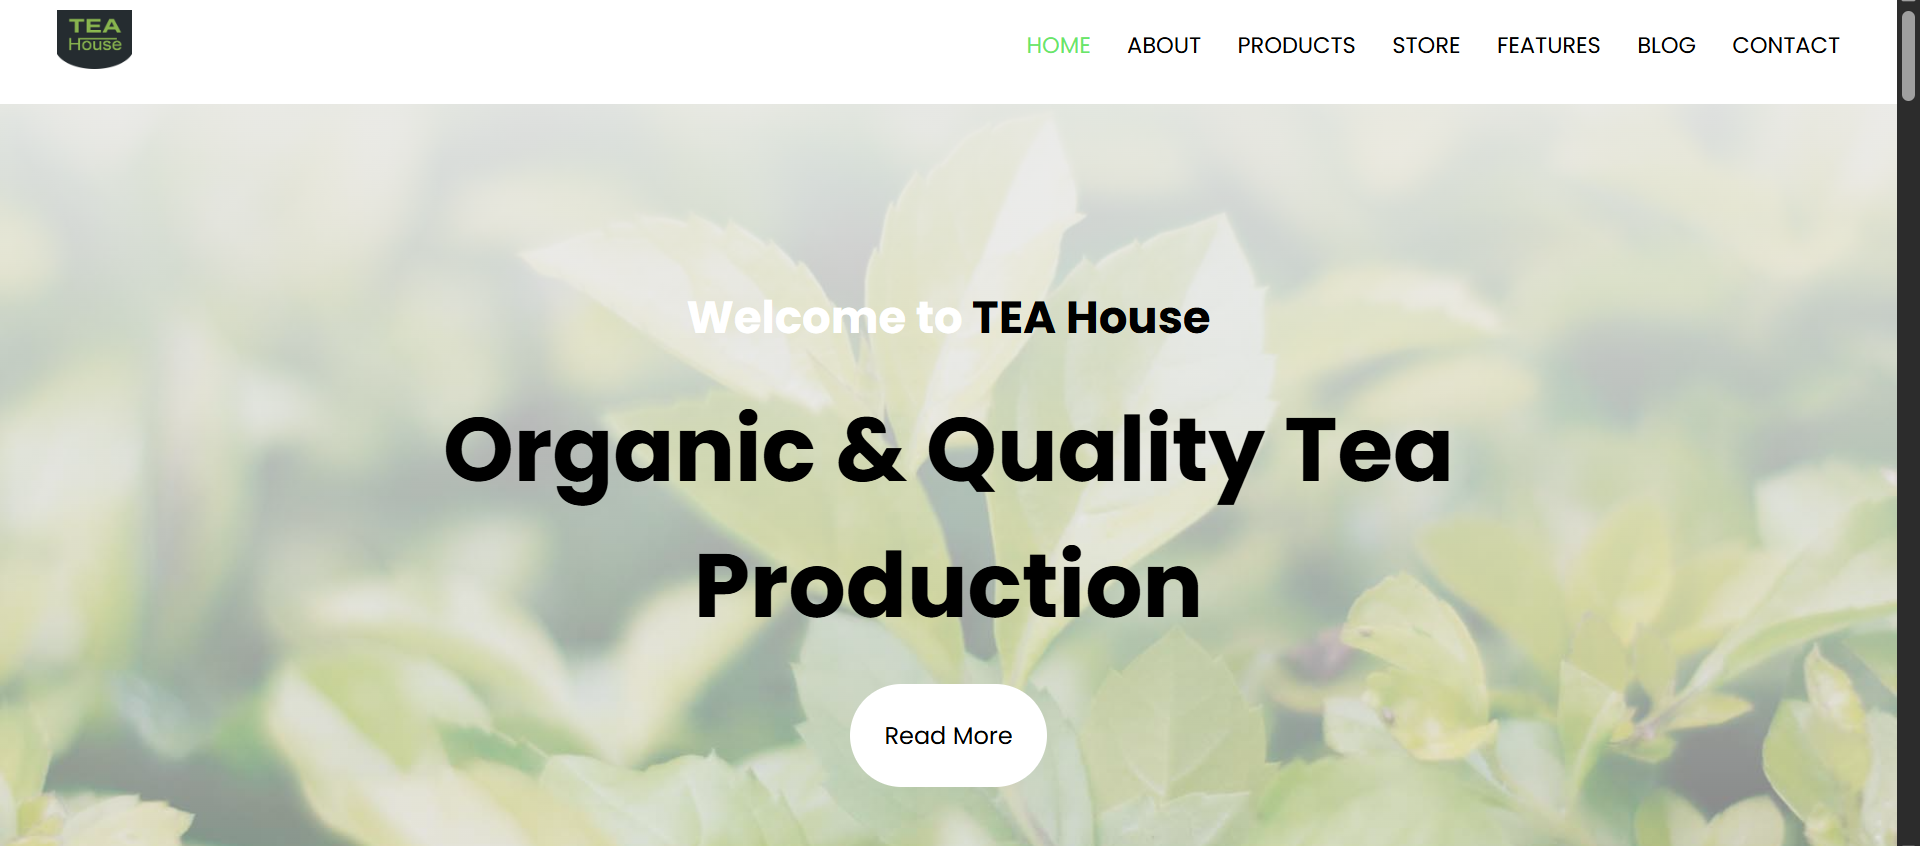 TEA
House
HOME ABOUT PRODUCTS STORE FEATURES BLOG CONTACT
Welcome to TEA House
Organic & Quality Tea
Production
Read More